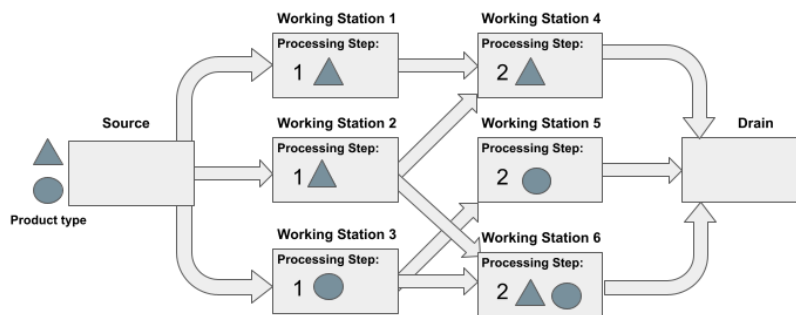 Working Station 1
Processing Step:
1
Working Station 4
Processing Step:
2
Source
Product type
Working Station 2
Processing Step:
1
Working Station 5
Processing Step:
2
Drain
Working Station 3
Processing Step:
1
Working Station 6
Processing Step:
2